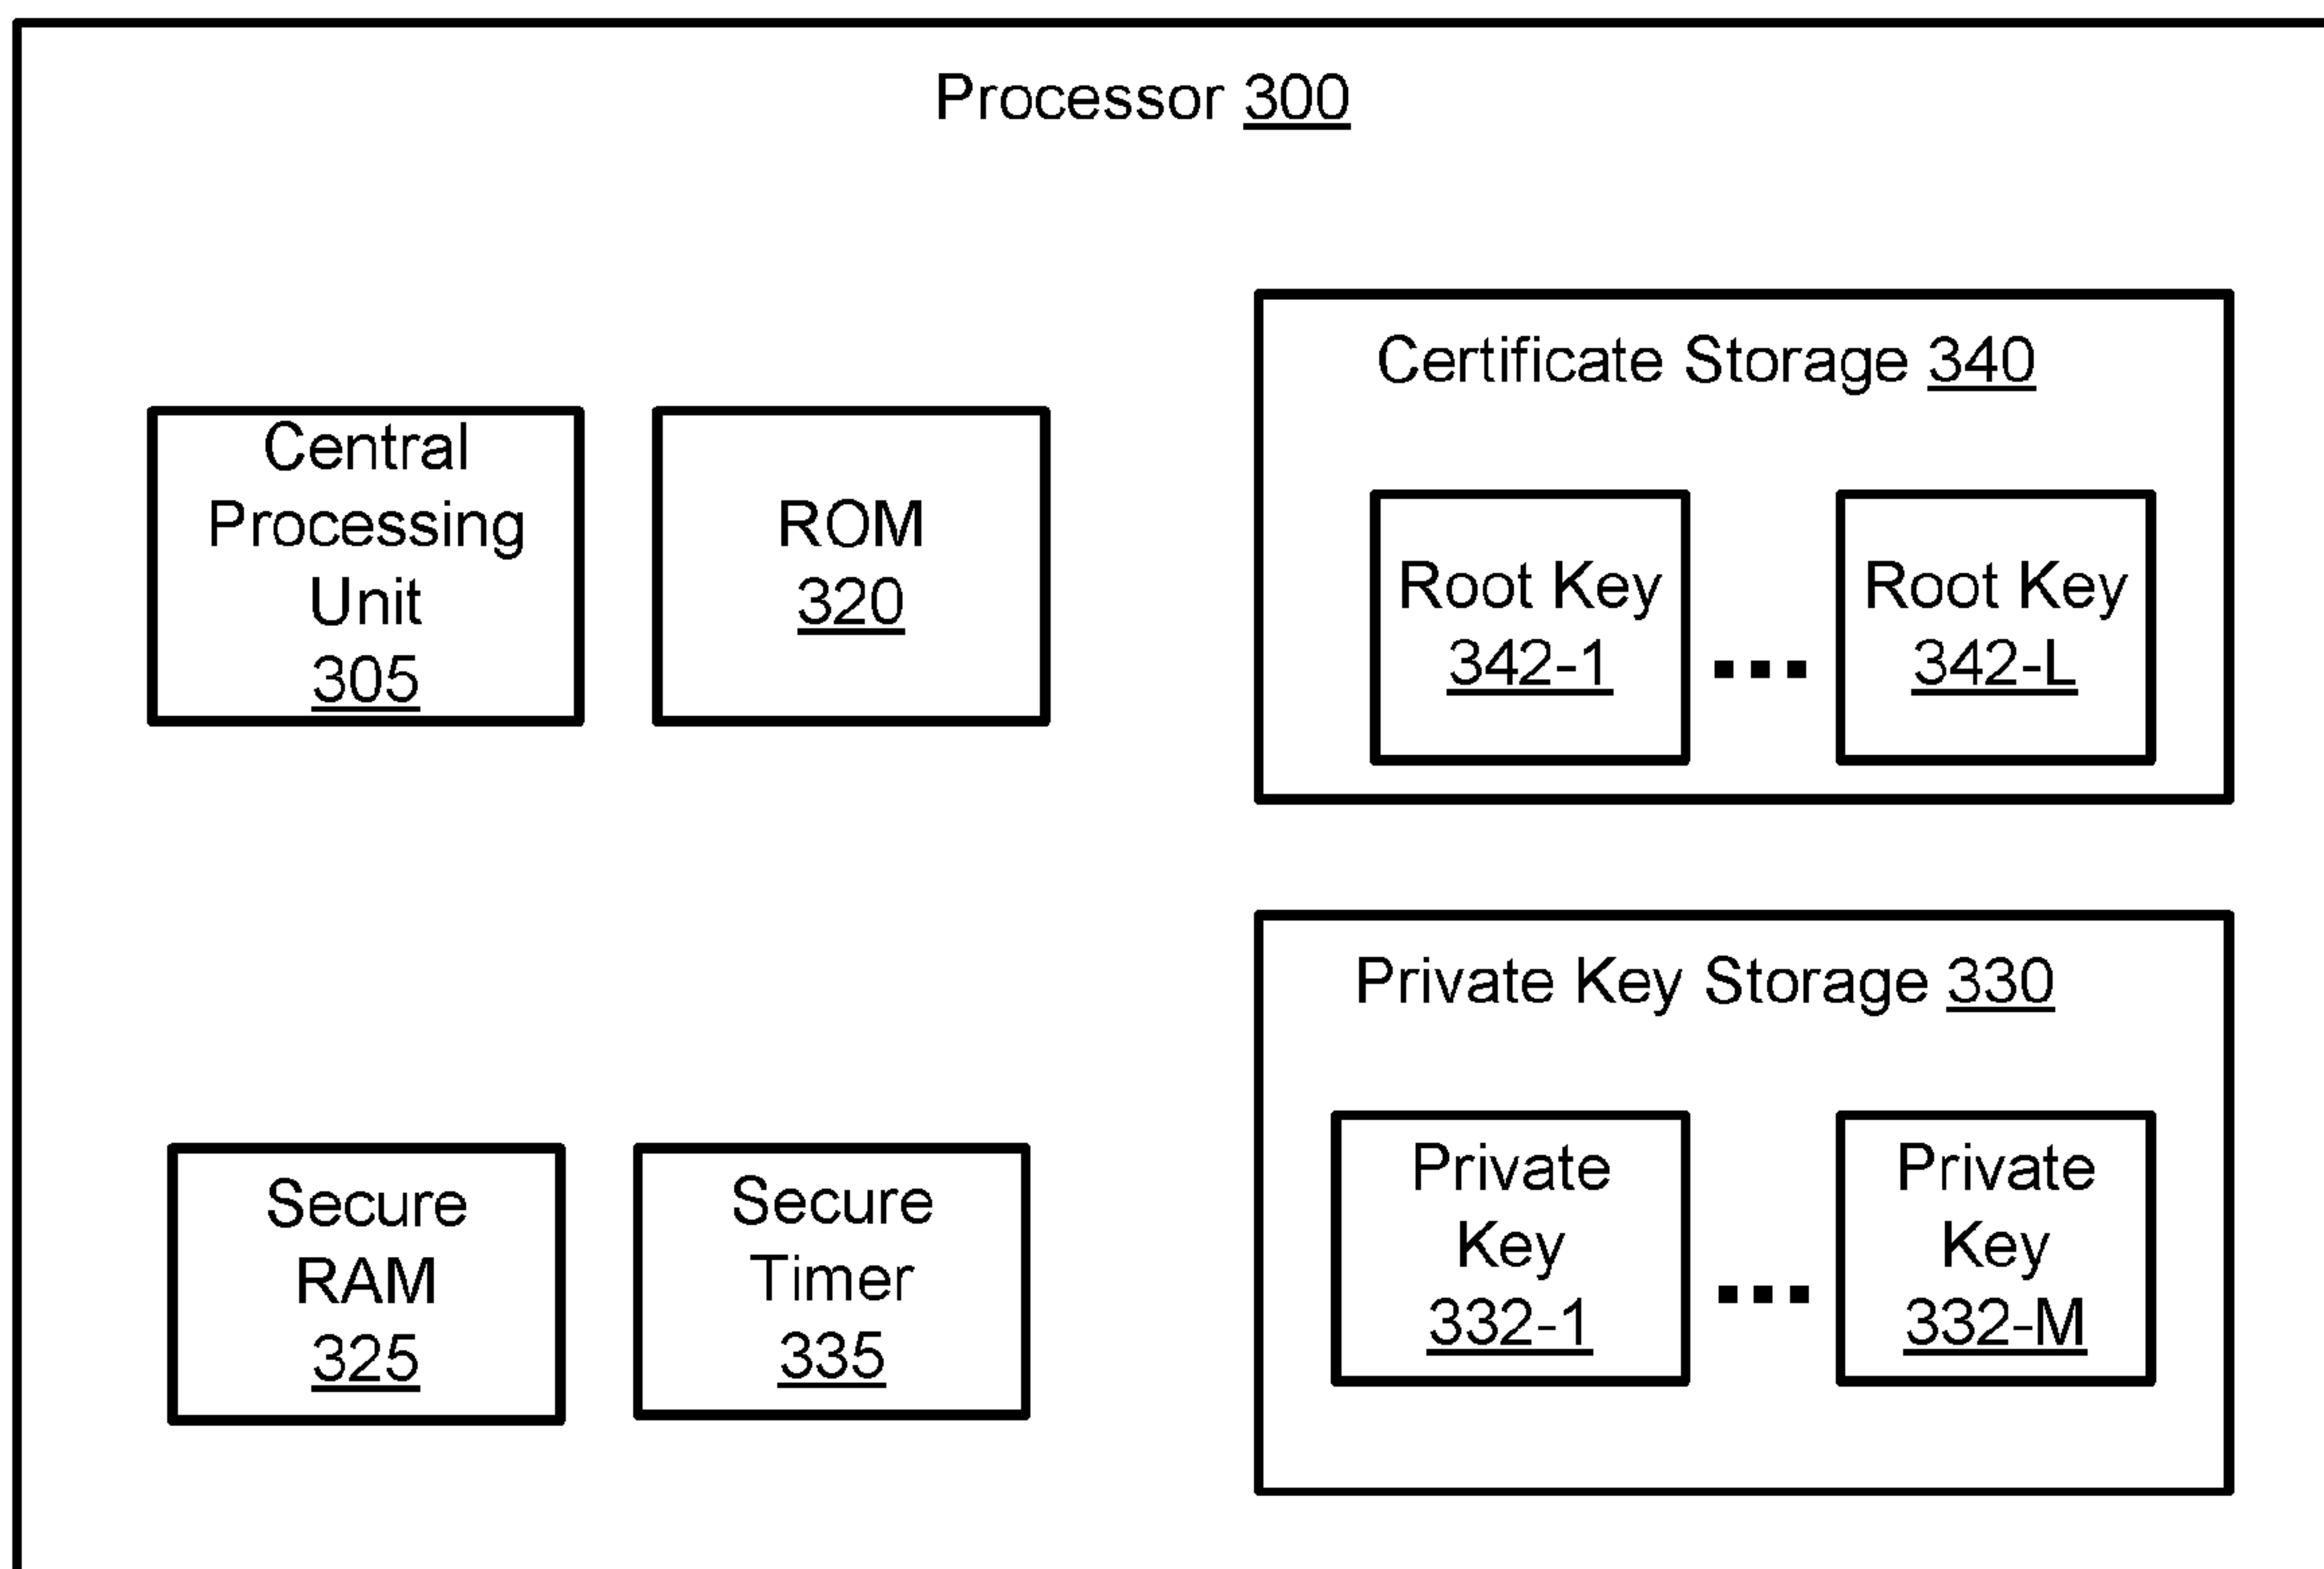 Processor 300
Central
Processing
Unit
305
ROM
320
Certificate Storage 340
Root Key
342-1
...
Root Key
342-L
Secure
RAM
325
Secure
Timer
335
Private Key Storage 330
Private
Key
332-1
...
Private
Key
332-M